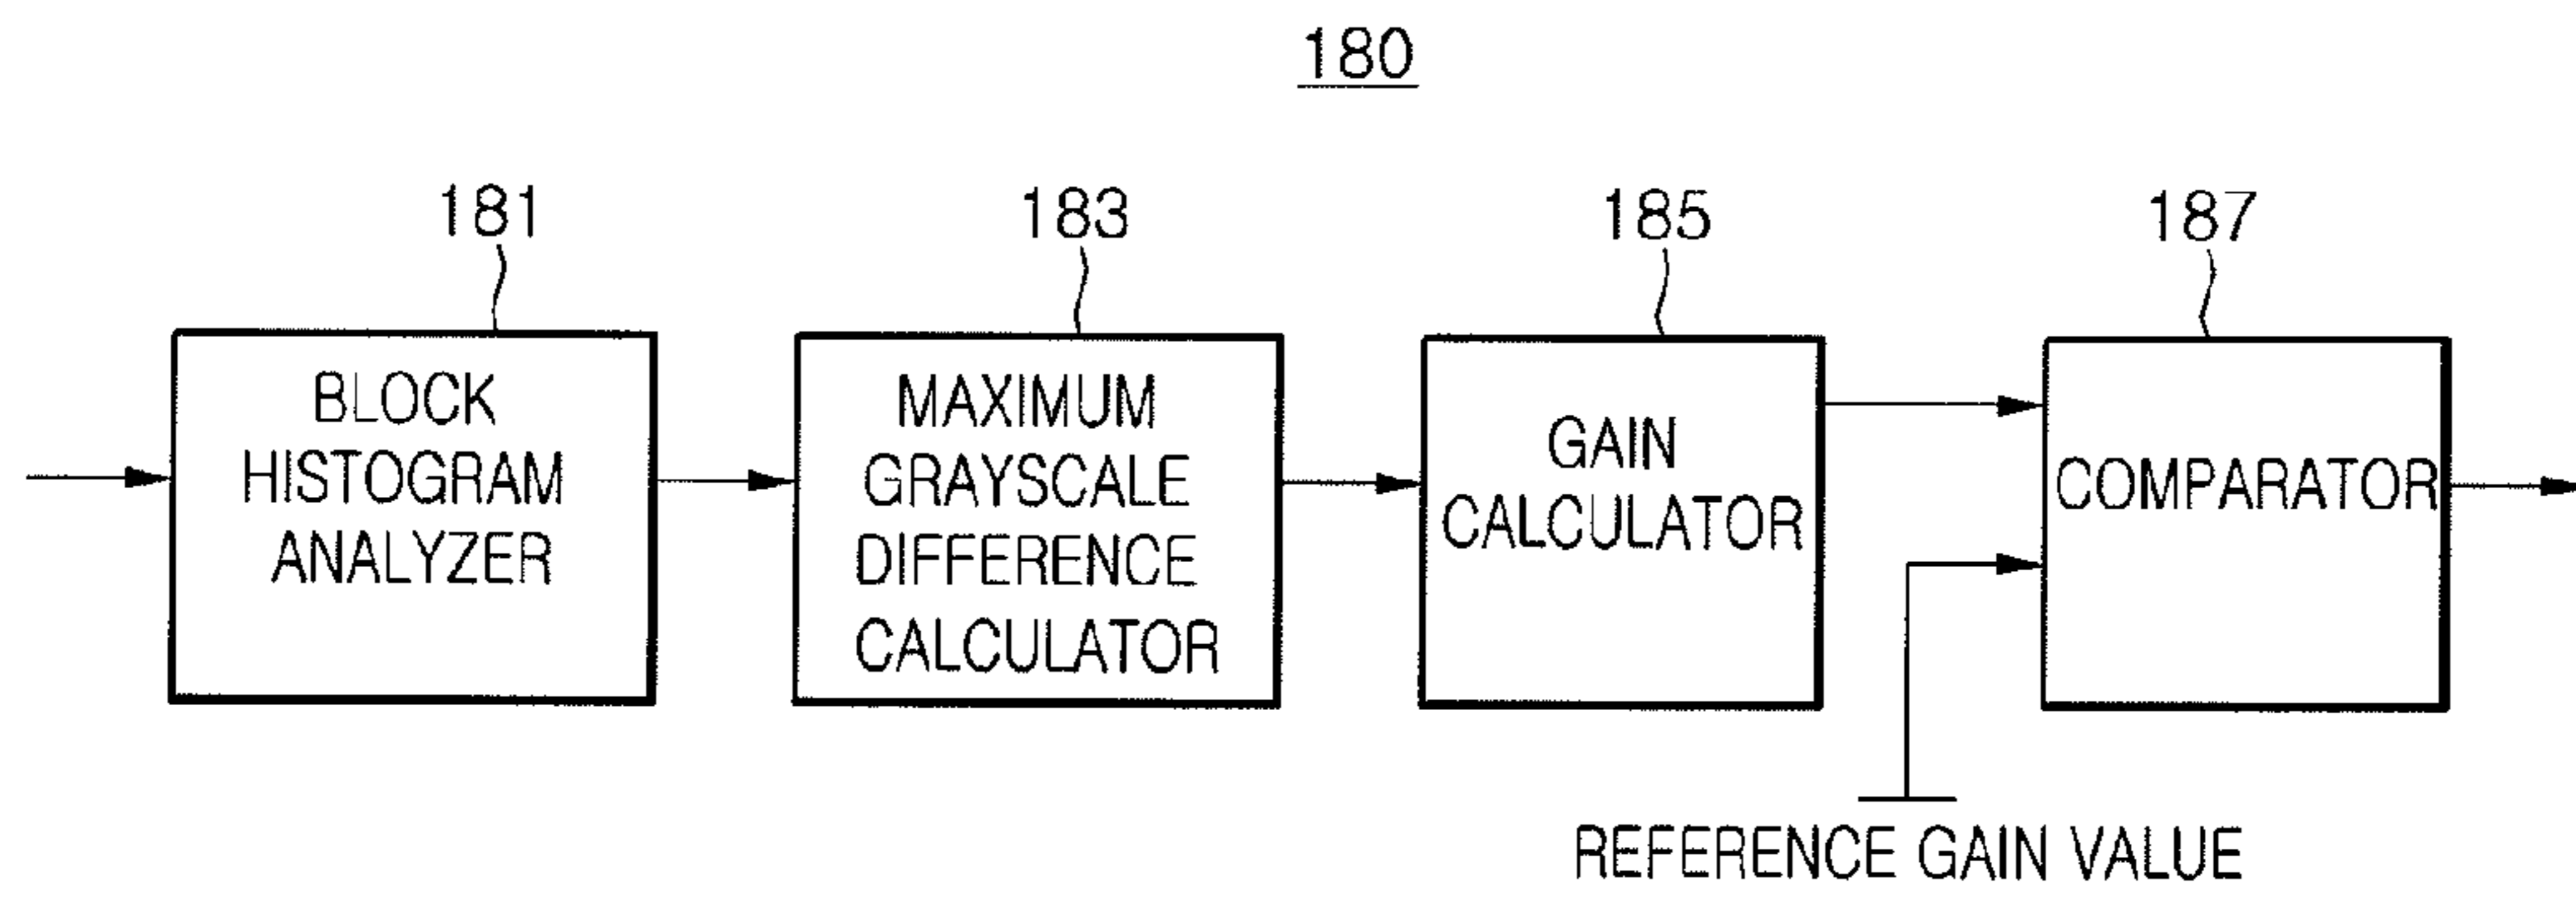 180
181
183
185
187
BLOCK
HISTOGRAM
ANALYZER
MAXIMUM
GRAYSCALE
DIFFERENCE
CALCULATOR
GAIN
CALCULATOR
COMPARATOR
REFERENCE GAIN VALUE